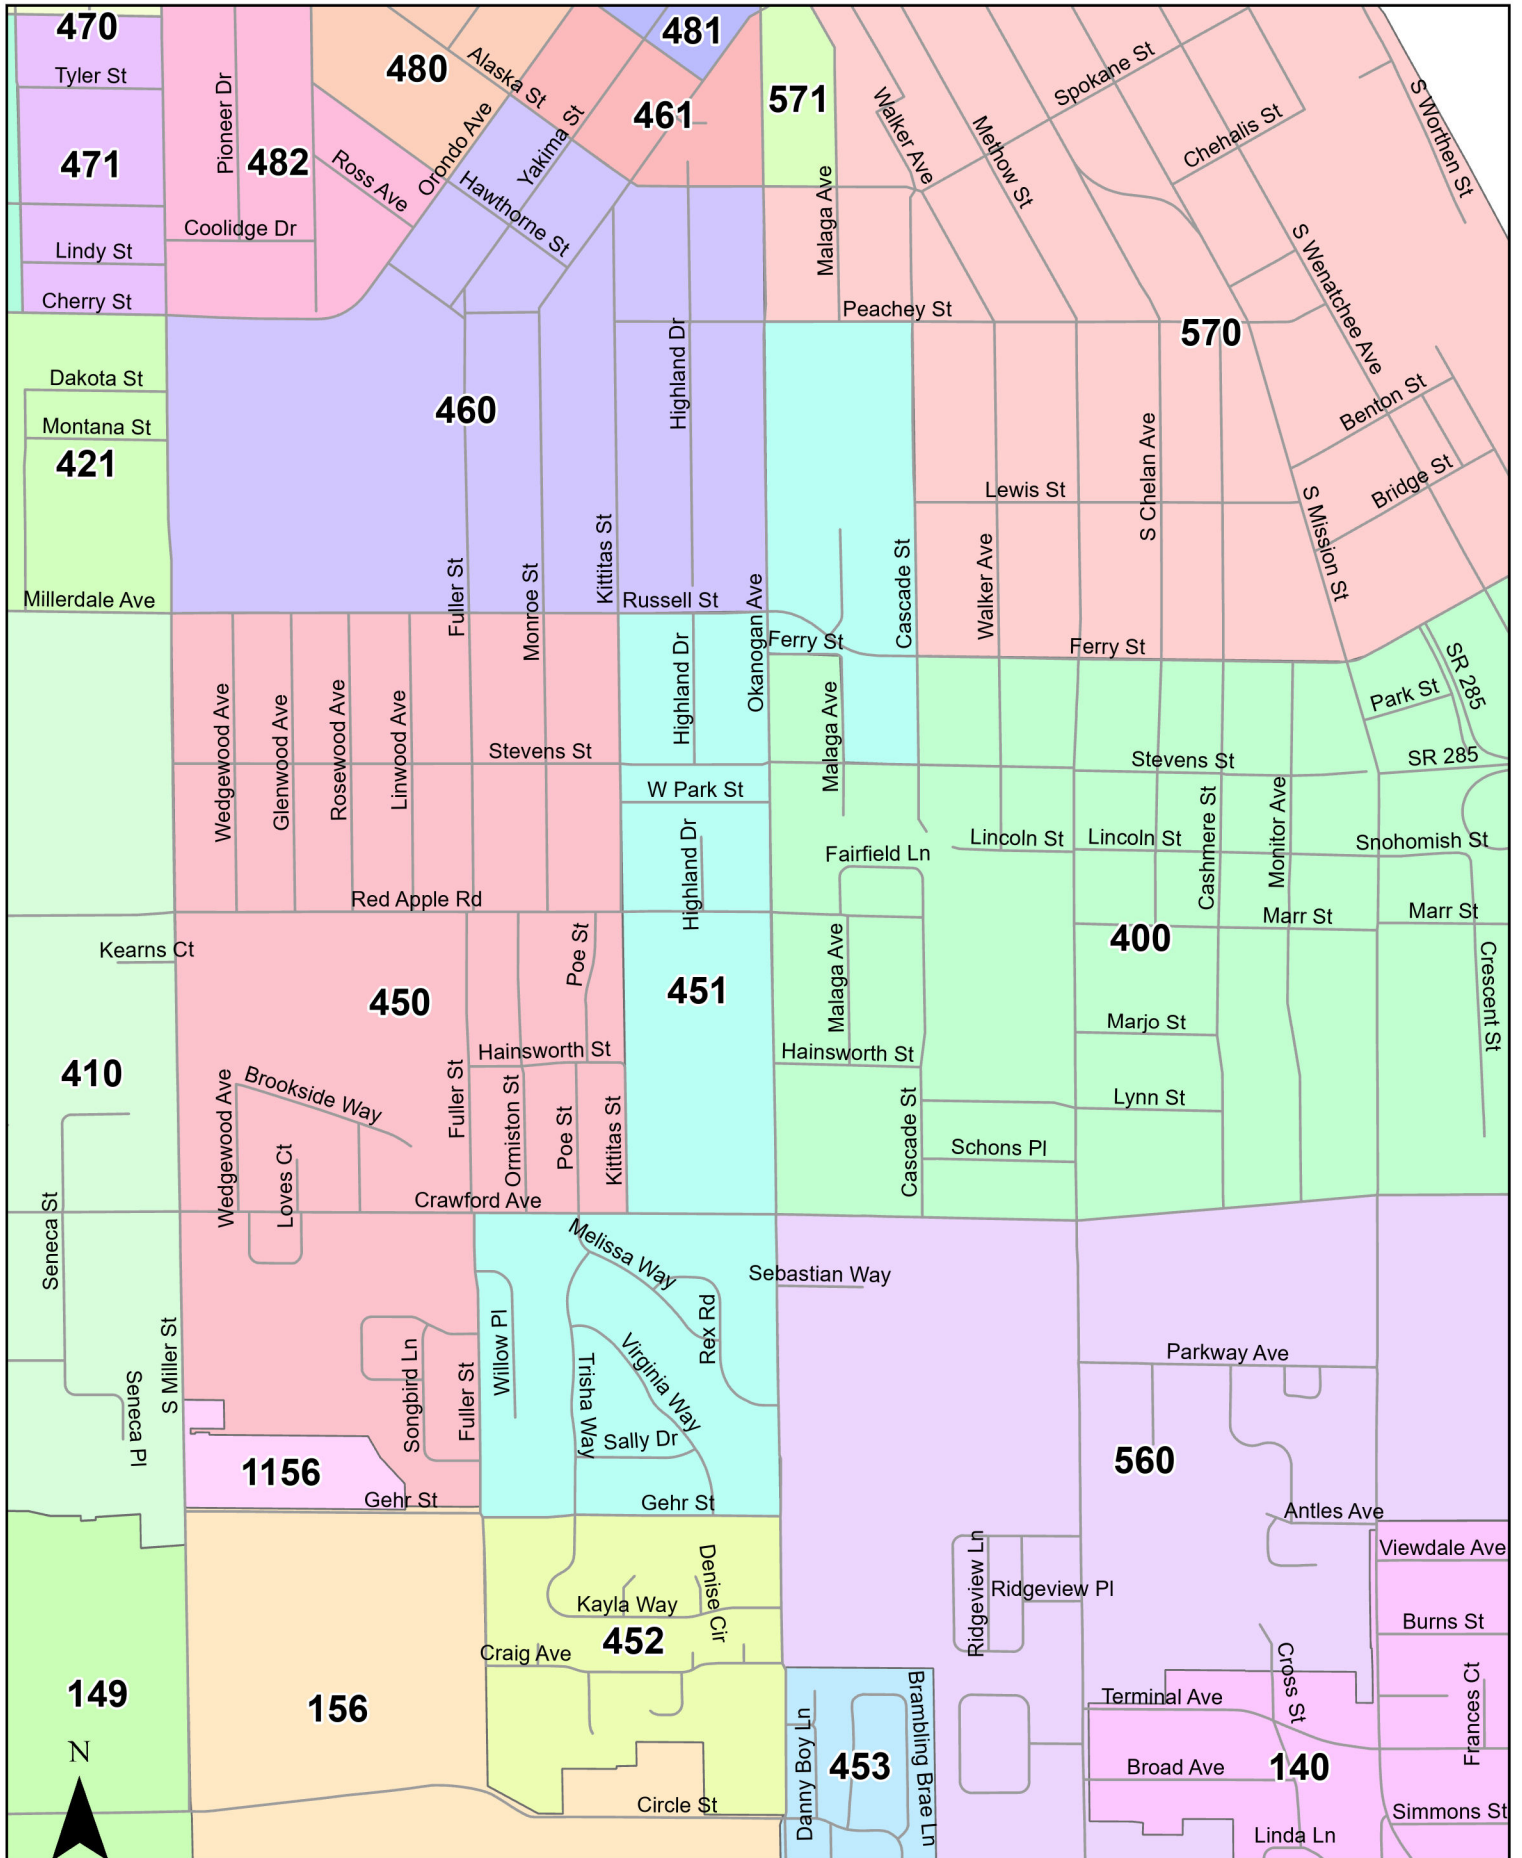 470
481
480
Tyler St
Alaska St
Spokane St
571
461
S Worthen St
Pioneer Dr
Walker Ave
Methow St
Chehalis St
471
482
Ross Ave
Orondo Ave
Yakima St
Hawthorne St
Malaga Ave
Coolidge Dr
Lindy St
S Wenatchee Ave
Cherry St
Peachey St
570
Highland Dr
Dakota St
460
Benton St
Montana St
421
S Chelan Ave
Bridge St
Lewis St
S Mission St
Kittitas St
Cascade St
Walker Ave
Fuller St
Monroe St
Millerdale Ave
Russell St
Okanogan Ave
Ferry St
Ferry St
SR 285
Highland Dr
Park St
Malaga Ave
Wedgewood Ave
Glenwood Ave
Rosewood Ave
Linwood Ave
Stevens St
Stevens St
SR 285
W Park St
Cashmere St
Monitor Ave
Lincoln St
Lincoln St
Snohomish St
Fairfield Ln
Highland Dr
Red Apple Rd
Marr St
Marr St
Kearns Ct
Poe St
400
Malaga Ave
Crescent St
451
450
Marjo St
Hainsworth St
Hainsworth St
410
Brookside Way
Wedgewood Ave
Fuller St
Ormiston St
Poe St
Kittitas St
Lynn St
Cascade St
Schons Pl
Loves Ct
Crawford Ave
Seneca St
Melissa Way
Sebastian Way
S Miller St
Willow Pl
Rex Rd
Parkway Ave
Seneca Pl
Songbird Ln
Fuller St
Trisha Way
Virginia Way
Sally Dr
560
1156
Gehr St
Gehr St
Antles Ave
Viewdale Ave
Denise Cir
Ridgeview Ln
Ridgeview Pl
Kayla Way
Burns St
452
Craig Ave
Cross St
Frances Ct
149
156
Terminal Ave
Brambling Brae Ln
Danny Boy Ln
N
453
Broad Ave
140
Circle St
Simmons St
Linda Ln